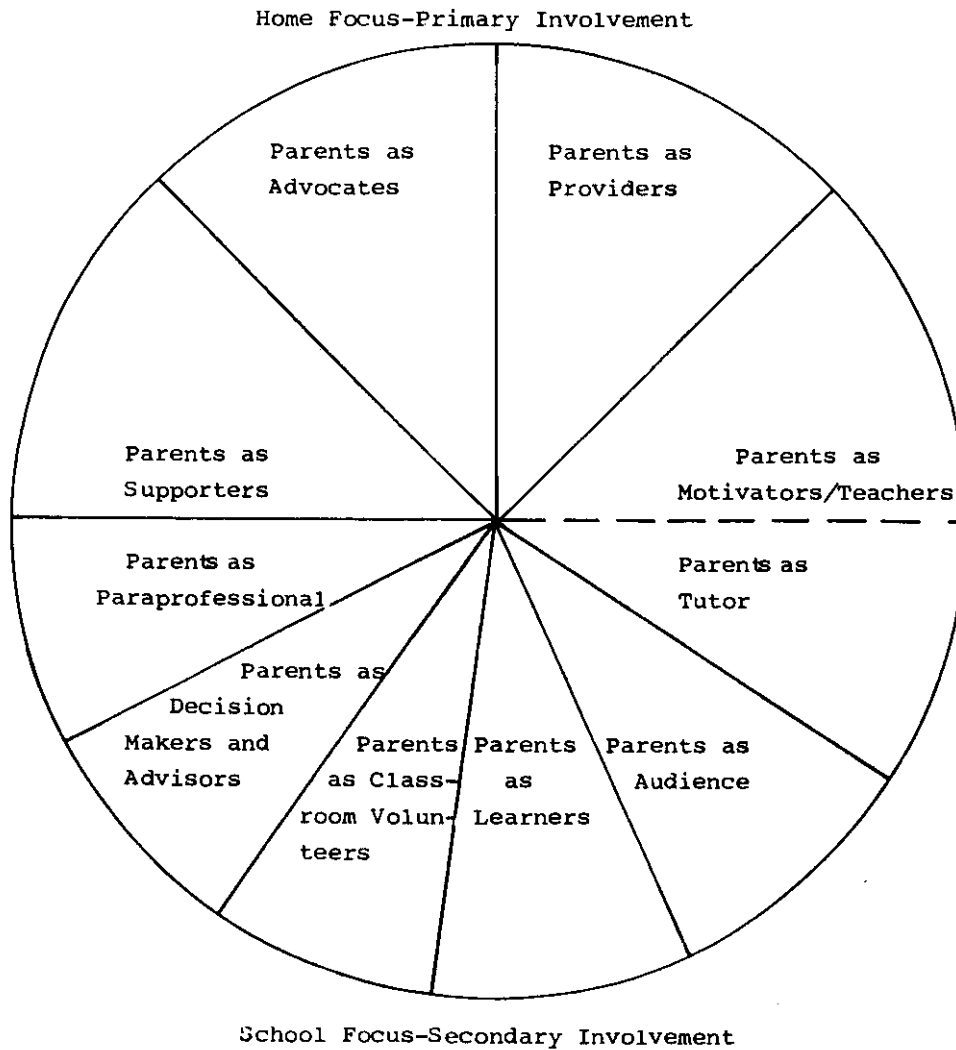 Home Focus-Primary Involvement
Parents as
Advocates
Parents as
Providers
Parents as
Supporters
Parents as
Motivators/Teachers
Parents as
Paraprofessional
Parents as
Tutor
Parents as
Decision
Makers and
Advisors
Parents
as Class-
room Volun-
teers
Parents
as
Learners
Parents as
Audience
School Focus-Secondary Involvement